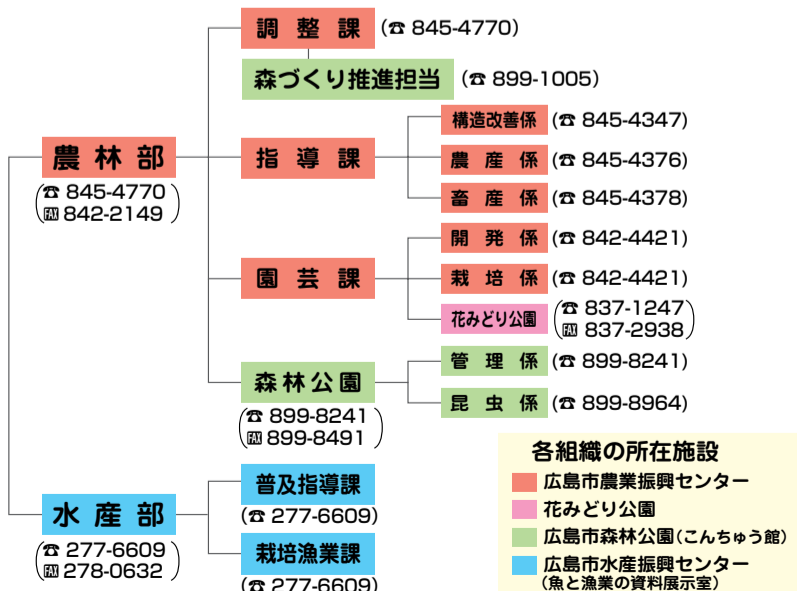 調整課 (☎ 845-4770)
森づくり推進担当 (☎ 899-1005)
農林部
(☎ 845-4770
FAX 842-2149)
指導課
構造改善係 (☎ 845-4347)
農産係 (☎ 845-4376)
畜産係 (☎ 845-4378)
園芸課
開発係 (☎ 842-4421)
栽培係 (☎ 842-4421)
花みどり公園 (☎ 837-1247
FAX 837-2938)
森林公園
(☎ 899-8241
FAX 899-8491)
管理係 (☎ 899-8241)
昆虫係 (☎ 899-8964)
水産部
(☎ 277-6609
FAX 278-0632)
普及指導課
(☎ 277-6609)
栽培漁業課
(☎ 277-6609)
各組織の所在施設
広島市農業振興センター
花みどり公園
広島市森林公園(こんちゅう館)
広島市水産振興センター
(魚と漁業の資料展示室)